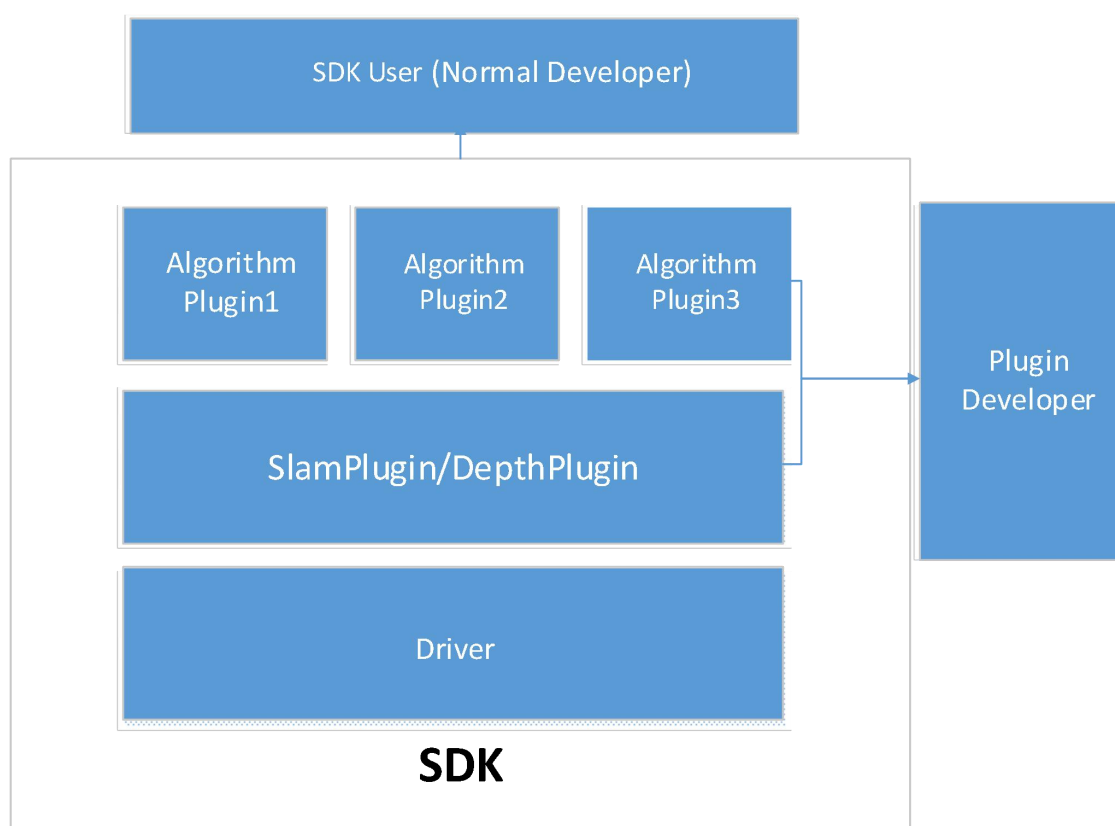 SDK User (Normal Developer)
Algorithm
Plugin1
Algorithm
Plugin2
Algorithm
Plugin3
Plugin
Developer
SlamPlugin/DepthPlugin
Driver
SDK